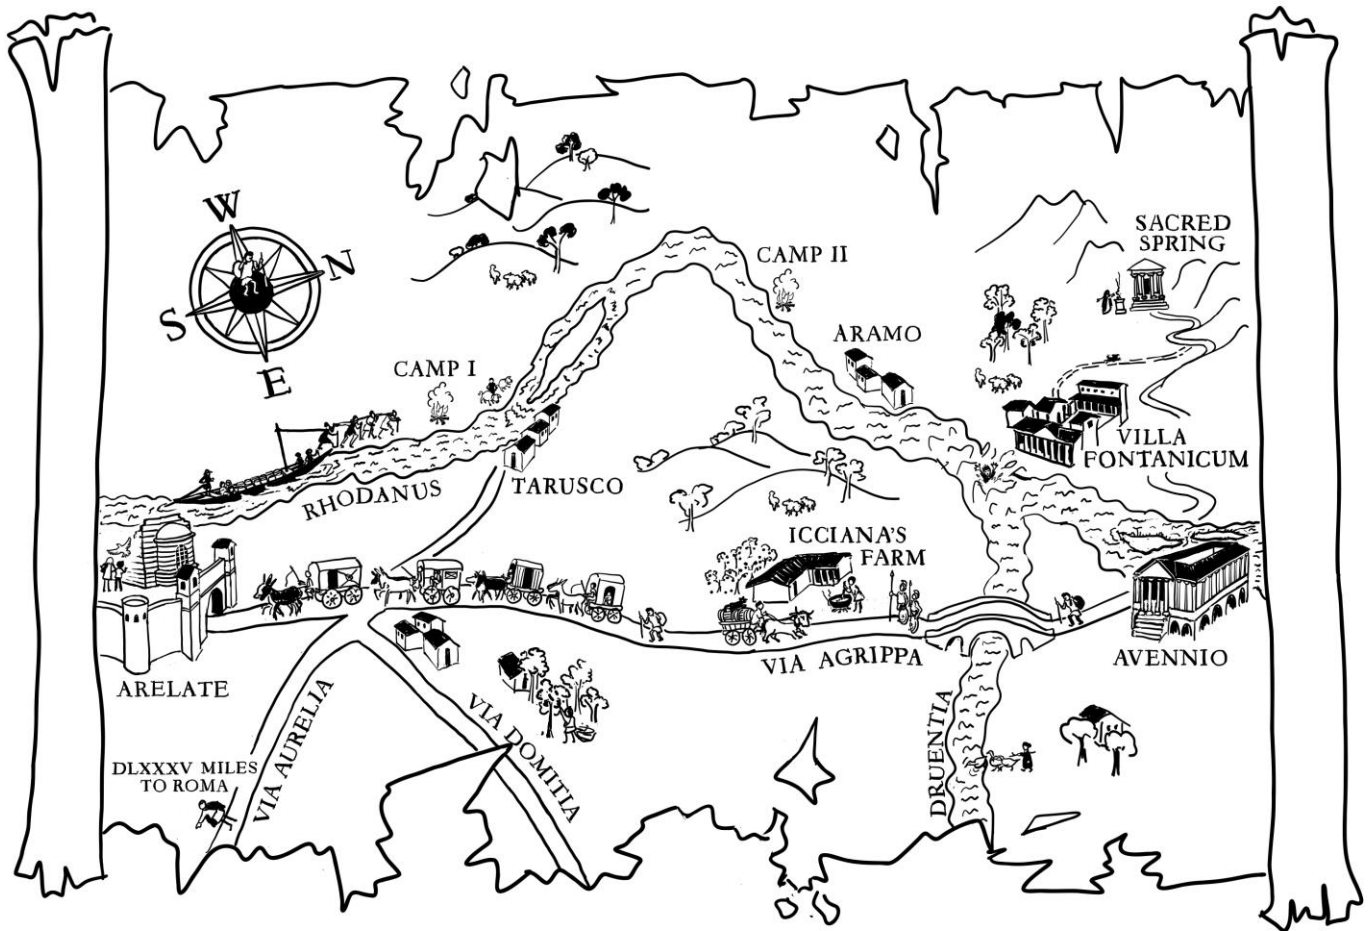 W
N
S
E
SACRED
SPRING
CAMP II
ARAMO
CAMP I
VILLA
FONTANICUM
RHODANUS
TARUSCO
ICCIANA'S
FARM
VIA AGRIPPA
AVENNIO
ARELATE
VIA AURELIA
VIA DOMITIA
DRUENTIA
DLXXXV MILES
TO ROMA